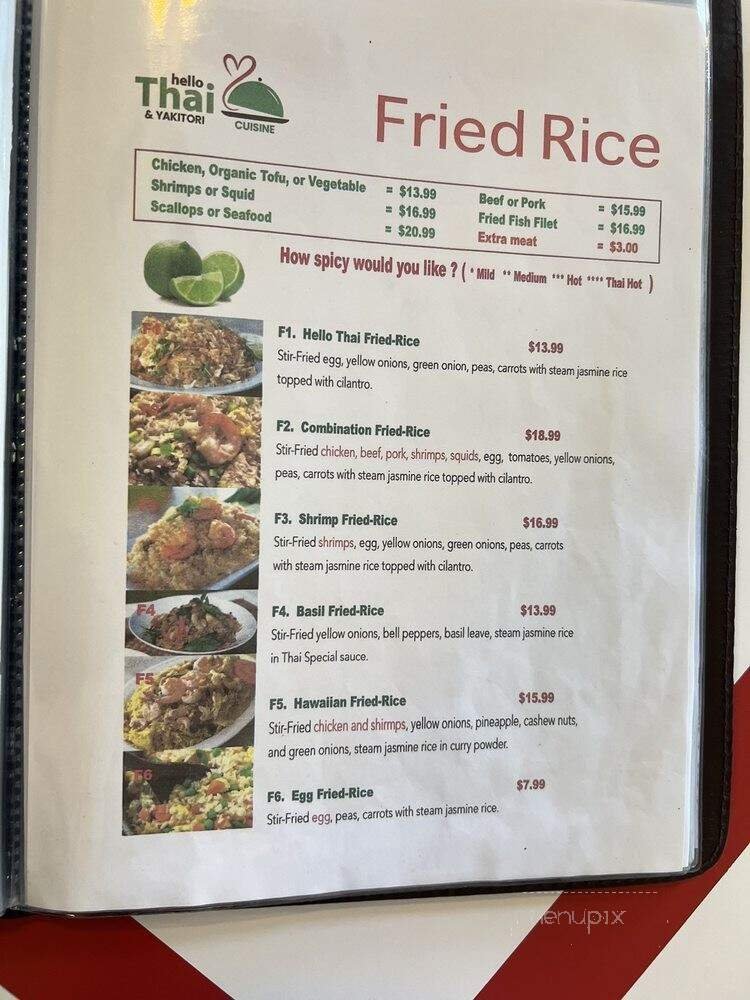 hello
Thai
& YAKITORI
CUISINE
Fried Rice
Chicken, Organic Tofu, or Vegetable = $13.99 Beef or Pork = $15.99
Shrimps or Squid = $16.99 Fried Fish Filet = $16.99
Scallops or Seafood = $20.99 Extra meat = $3.00
How spicy would you like ? ( * Mild ** Medium *** Hot **** Thai Hot )
F1
F1. Hello Thai Fried-Rice $13.99
Stir-Fried egg, yellow onions, green onion, peas, carrots with steam jasmine rice
topped with cilantro.
F2. Combination Fried-Rice $18.99
Stir-Fried chicken, beef, pork, shrimps, squids, egg, tomatoes, yellow onions,
peas, carrots with steam jasmine rice topped with cilantro.
F3. Shrimp Fried-Rice $16.99
Stir-Fried shrimps, egg, yellow onions, green onions, peas, carrots
with steam jasmine rice topped with cilantro.
F4
F4. Basil Fried-Rice $13.99
Stir-Fried yellow onions, bell peppers, basil leave, steam jasmine rice
in Thai Special sauce.
F5
F5. Hawaiian Fried-Rice $15.99
Stir-Fried chicken and shirmps, yellow onions, pineapple, cashew nuts,
and green onions, steam jasmine rice in curry powder.
F6
F6. Egg Fried-Rice $7.99
Stir-Fried egg, peas, carrots with steam jasmine rice.
menupix